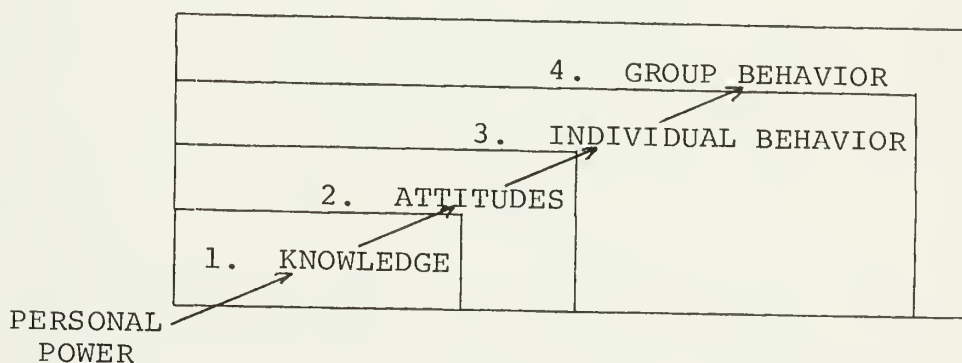 4. GROUP BEHAVIOR
3. INDIVIDUAL BEHAVIOR
2. ATTITUDES
1. KNOWLEDGE
PERSONAL
POWER